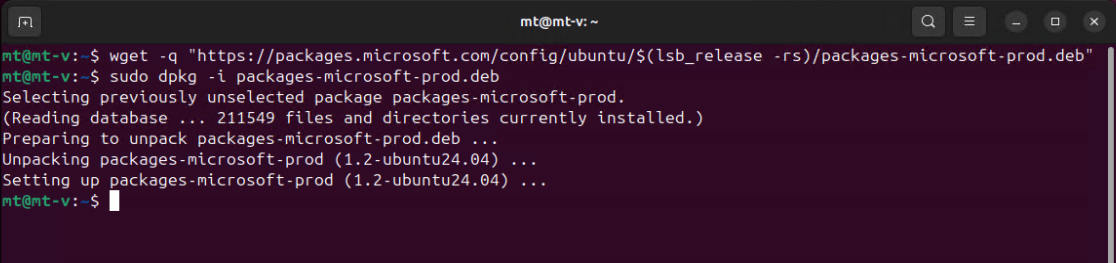 mt@mt-v: ~
mt@mt-v:~$ wget -q "https://packages.microsoft.com/config/ubuntu/$(lsb_release -rs)/packages-microsoft-prod.deb"
mt@mt-v:~$ sudo dpkg -i packages-microsoft-prod.deb
Selecting previously unselected package packages-microsoft-prod.
(Reading database ... 211549 files and directories currently installed.)
Preparing to unpack packages-microsoft-prod.deb ...
Unpacking packages-microsoft-prod (1.2-ubuntu24.04) ...
Setting up packages-microsoft-prod (1.2-ubuntu24.04) ...
mt@mt-v:~$